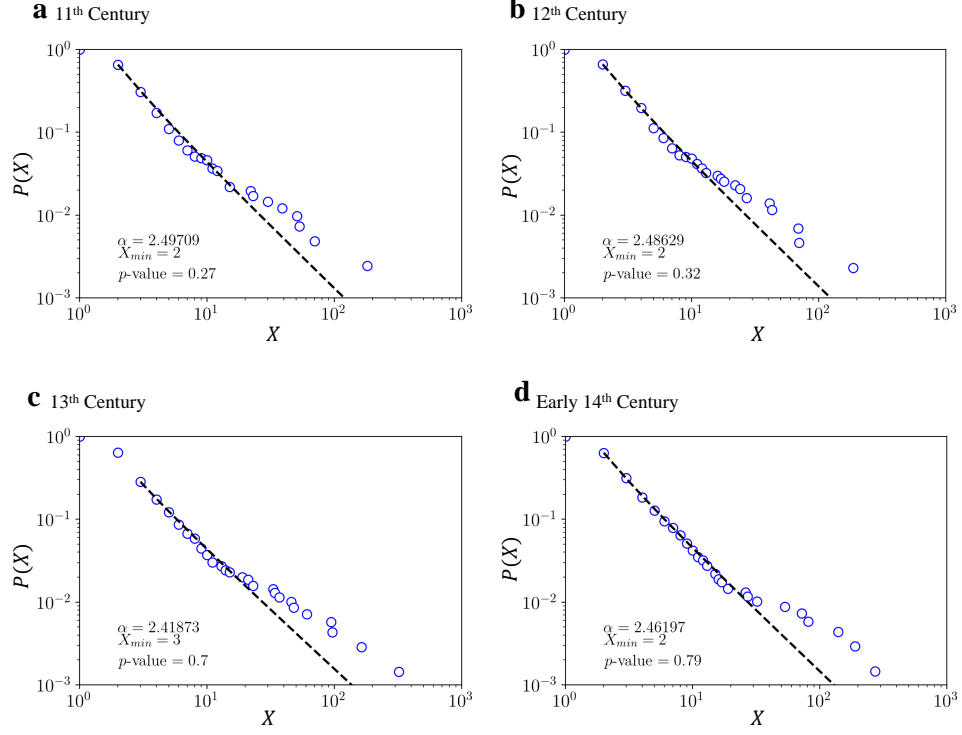 a 11th Century
b 12th Century
10^0
10^-1
10^-2
10^-3
P(X)
α = 2.49709
X_min = 2
p-value = 0.27
10^0 10^1 10^2 10^3
X
10^0
10^-1
10^-2
10^-3
P(X)
α = 2.48629
X_min = 2
p-value = 0.32
10^0 10^1 10^2 10^3
X
c 13th Century
d Early 14th Century
10^0
10^-1
10^-2
10^-3
P(X)
α = 2.41873
X_min = 3
p-value = 0.7
10^0 10^1 10^2 10^3
X
10^0
10^-1
10^-2
10^-3
P(X)
α = 2.46197
X_min = 2
p-value = 0.79
10^0 10^1 10^2 10^3
X